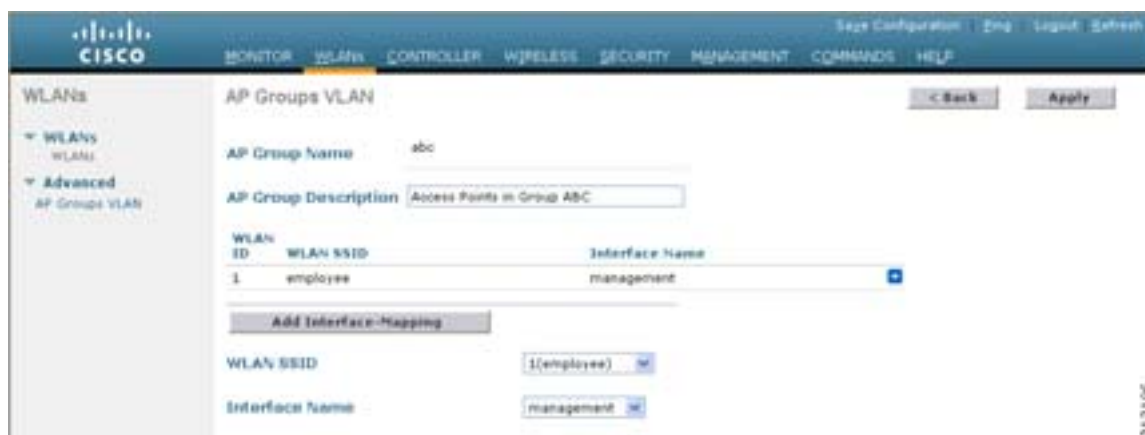 Save Configuration Ping Logout Refresh
CISCO
MONITOR WLANs CONTROLLER WIRELESS SECURITY MANAGEMENT COMMANDS HELP
WLANs
AP Groups VLAN
< Back
Apply
WLANs
WLANs
Advanced
AP Groups VLAN
AP Group Name abc
AP Group Description Access Points in Group ABC
WLAN ID WLAN SSID Interface Name
1 employee management
Add Interface-Mapping
WLAN SSID 1(employee)
Interface Name management